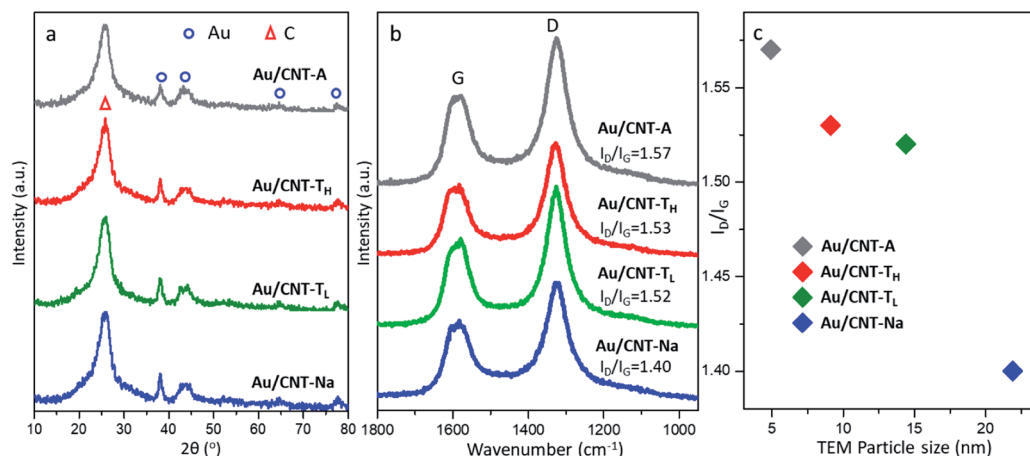 a
Au
C
Au/CNT-A
Au/CNT-TH
Au/CNT-TL
Au/CNT-Na
Intensity (a.u.)
10 20 30 40 50 60 70 80
2θ (o)
b
G
D
Au/CNT-A
ID/IG=1.57
Au/CNT-TH
ID/IG=1.53
Au/CNT-TL
ID/IG=1.52
Au/CNT-Na
ID/IG=1.40
Intensity (a.u.)
1800 1600 1400 1200 1000
Wavenumber (cm-1)
c
1.55
1.50
1.45
1.40
ID/IG
Au/CNT-A
Au/CNT-TH
Au/CNT-TL
Au/CNT-Na
5 10 15 20
TEM Particle size (nm)